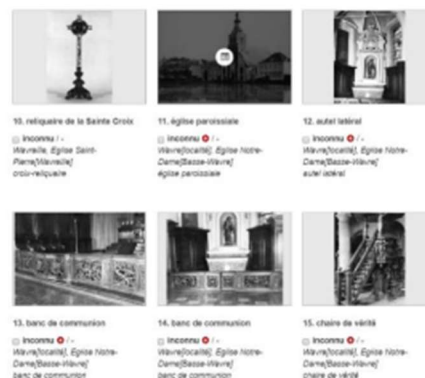 10. reliquaire de la Sainte Croix
inconnu / -
Wavreille, Eglise Saint-
Pierre[Wavreille]
croix-reliquaire
11. église paroissiale
inconnu / -
Wavre[localité], Eglise Notre-
Dame[Basse-Wavre]
église paroissiale
12. autel latéral
inconnu / -
Wavre[localité], Eglise Notre-
Dame[Basse-Wavre]
autel latéral
13. banc de communion
inconnu / -
Wavre[localité], Eglise Notre-
Dame[Basse-Wavre]
banc de communion
14. banc de communion
inconnu / -
Wavre[localité], Eglise Notre-
Dame[Basse-Wavre]
banc de communion
15. chaire de vérité
inconnu / -
Wavre[localité], Eglise Notre-
Dame[Basse-Wavre]
chaire de vérité